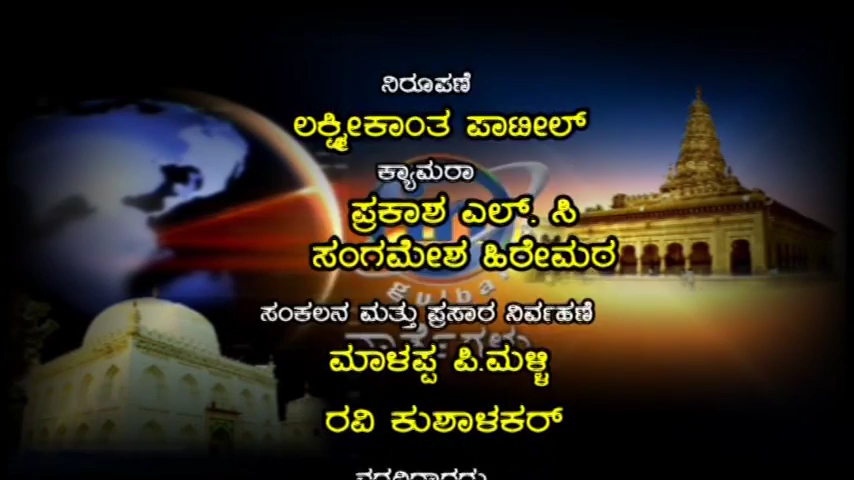 ನಿರೂಪಣೆ
ಲಕ್ಷ್ಮೀಕಾಂತ ಪಾಟೀಲ್
ಕ್ಯಾಮರಾ
ಪ್ರಕಾಶ ಎಲ್. ಸಿ
ಸಂಗಮೇಶ ಹಿರೇಮಠ
ಸಂಕಲನ ಮತ್ತು ಪ್ರಸಾರ ನಿರ್ವಹಣೆ
ಮಾಳಪ್ಪ ಪಿ.ಮಳ್ಳಿ
ರವಿ ಕುಶಾಳಕರ್